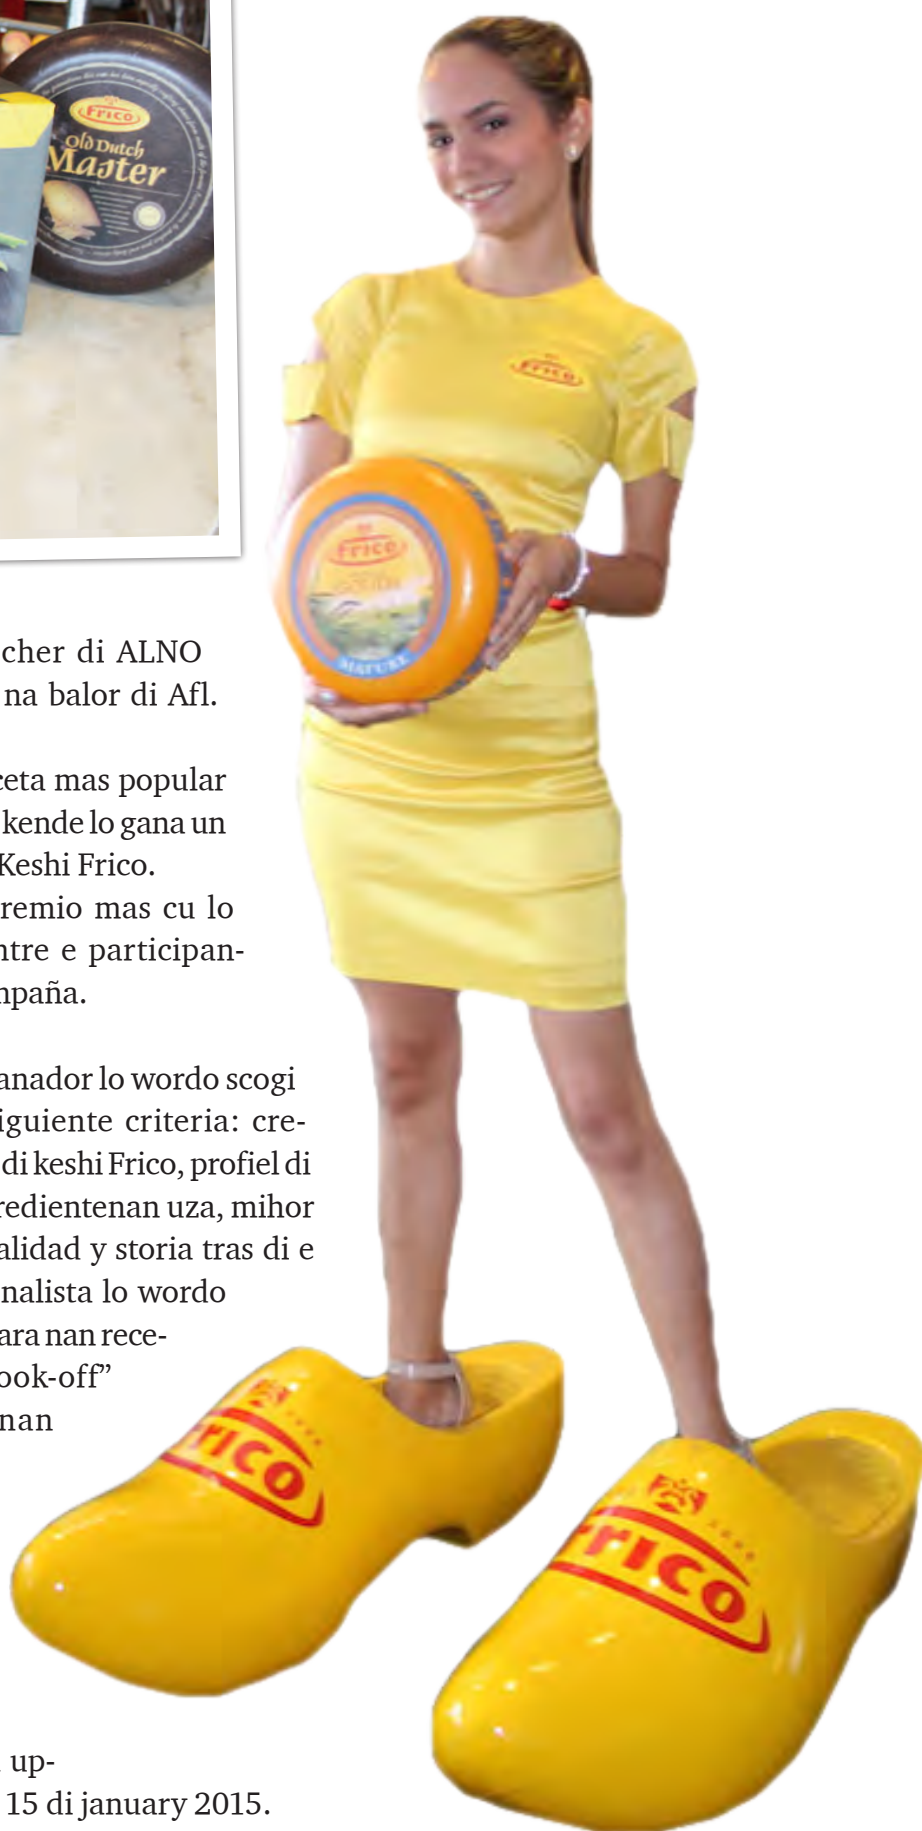 Frico
Old Dutch
Master
Frico
Frico
MATURE
cher di ALNO
na balor di Afl.
ceta mas popular
kende lo gana un
Keshi Frico.
remio mas cu lo
ntre e participan-
npaña.
anador lo wordo scogi
iguiente criteria: cre-
di keshi Frico, profiel di
redientenan uza, mihor
alidad y storia tras di e
nalista lo wordo
ara nan rece-
ook-off”
nan
Frico
Frico
up-
15 di january 2015.